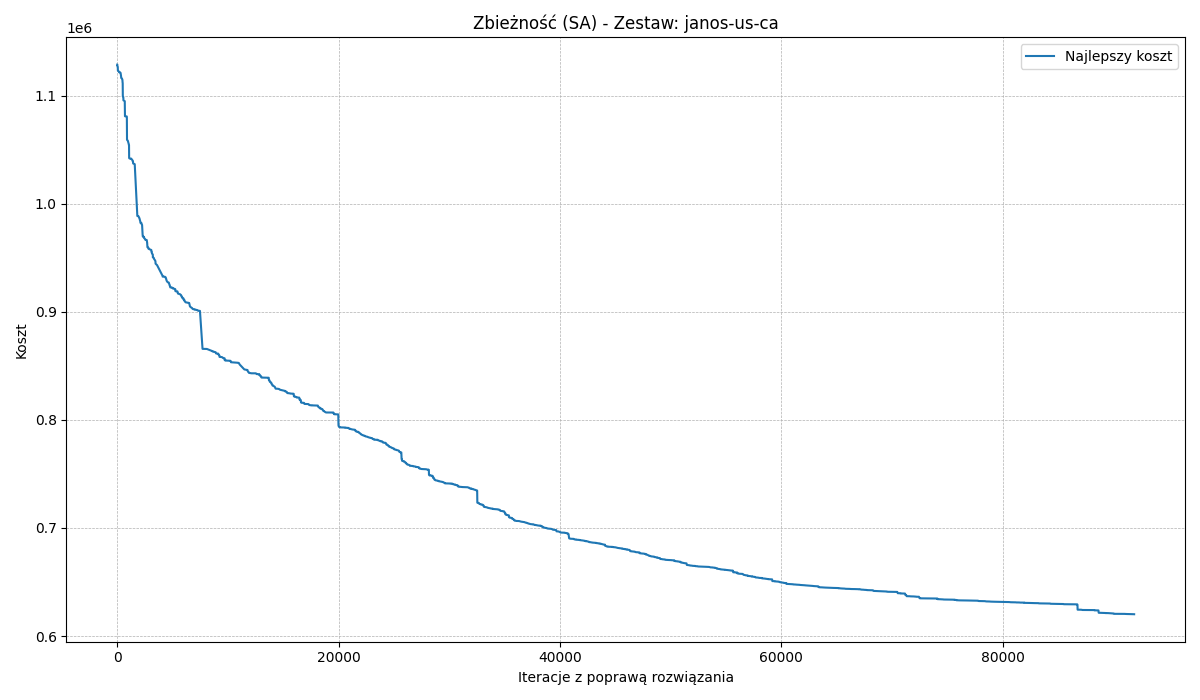 Zbieżność (SA) - Zestaw: janos-us-ca
1e6
Najlepszy koszt
1.1
1.0
0.9
0.8
0.7
0.6
Koszt
0
20000
40000
60000
80000
Iteracje z poprawą rozwiązania